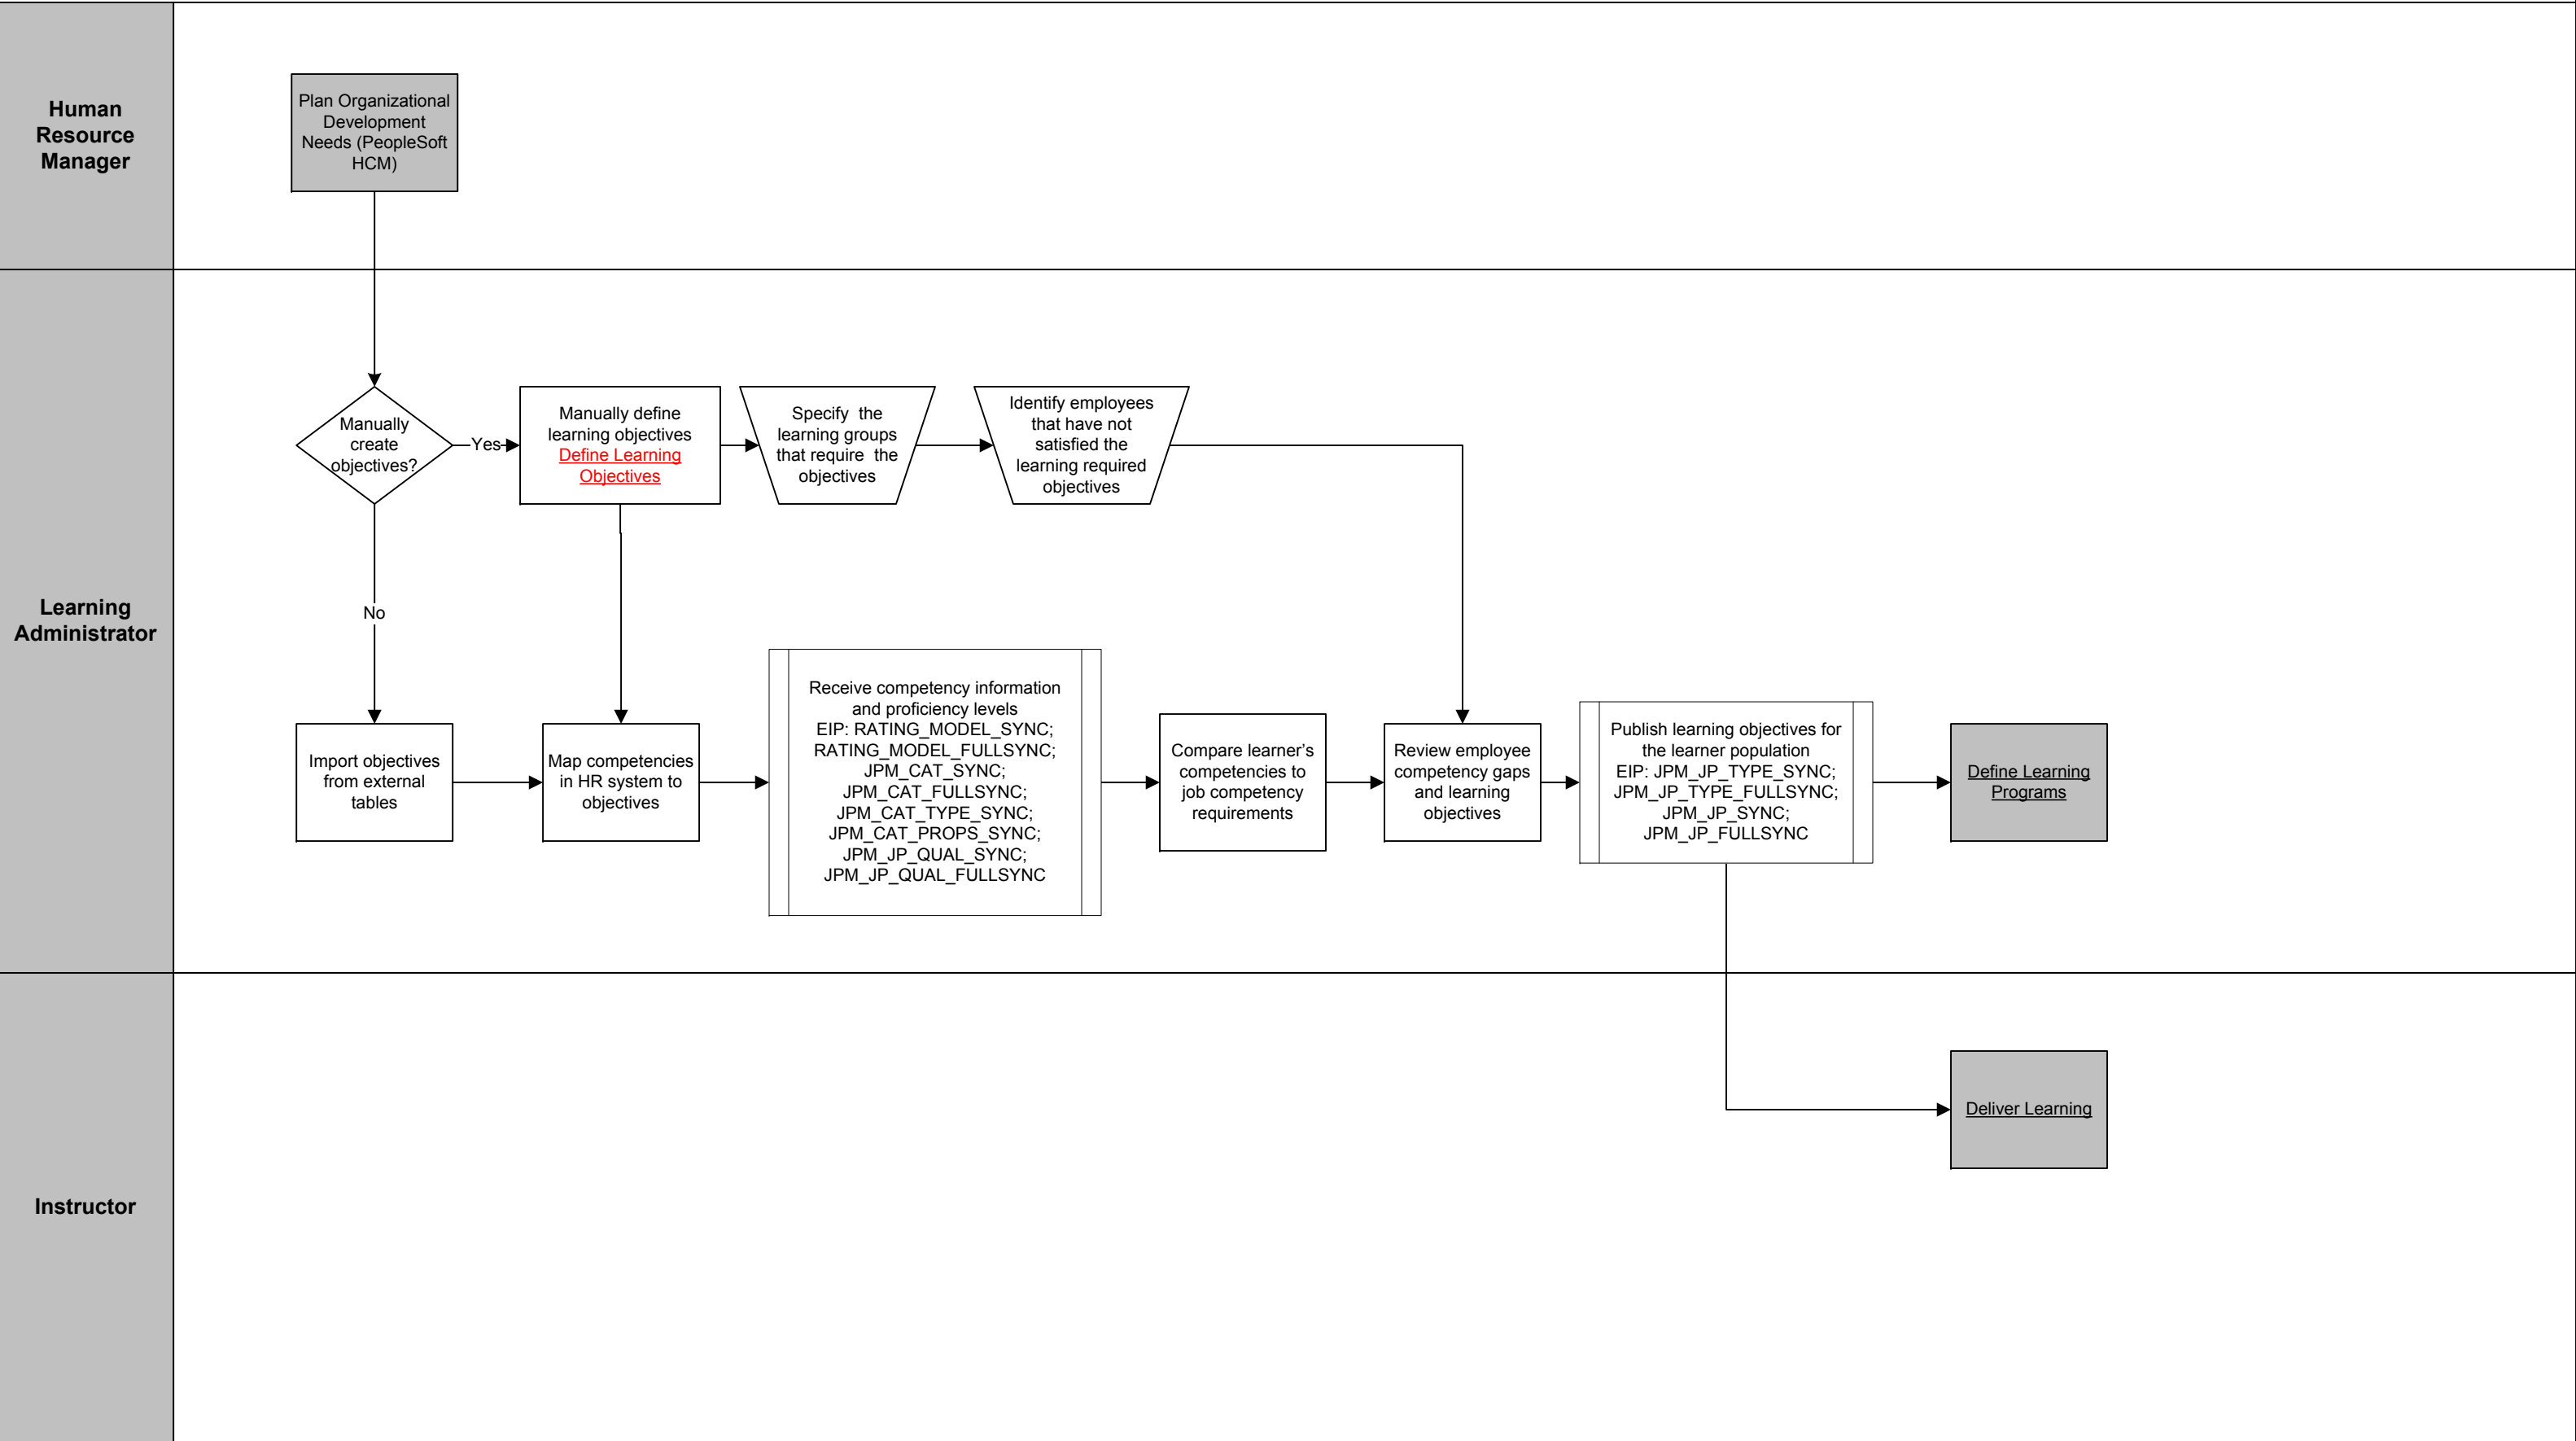 Human
Resource
Manager
Plan Organizational
Development
Needs (PeopleSoft
HCM)
Learning
Administrator
Manually
create
objectives?
Yes
Manually define
learning objectives
Define Learning
Objectives
Specify the
learning groups
that require the
objectives
Identify employees
that have not
satisfied the
learning required
objectives
No
Import objectives
from external
tables
Map competencies
in HR system to
objectives
Receive competency information
and proficiency levels
EIP: RATING_MODEL_SYNC;
RATING_MODEL_FULLSYNC;
JPM_CAT_SYNC;
JPM_CAT_FULLSYNC;
JPM_CAT_TYPE_SYNC;
JPM_CAT_PROPS_SYNC;
JPM_JP_QUAL_SYNC;
JPM_JP_QUAL_FULLSYNC
Compare learner's
competencies to
job competency
requirements
Review employee
competency gaps
and learning
objectives
Publish learning objectives for
the learner population
EIP: JPM_JP_TYPE_SYNC;
JPM_JP_TYPE_FULLSYNC;
JPM_JP_SYNC;
JPM_JP_FULLSYNC
Define Learning
Programs
Instructor
Deliver Learning